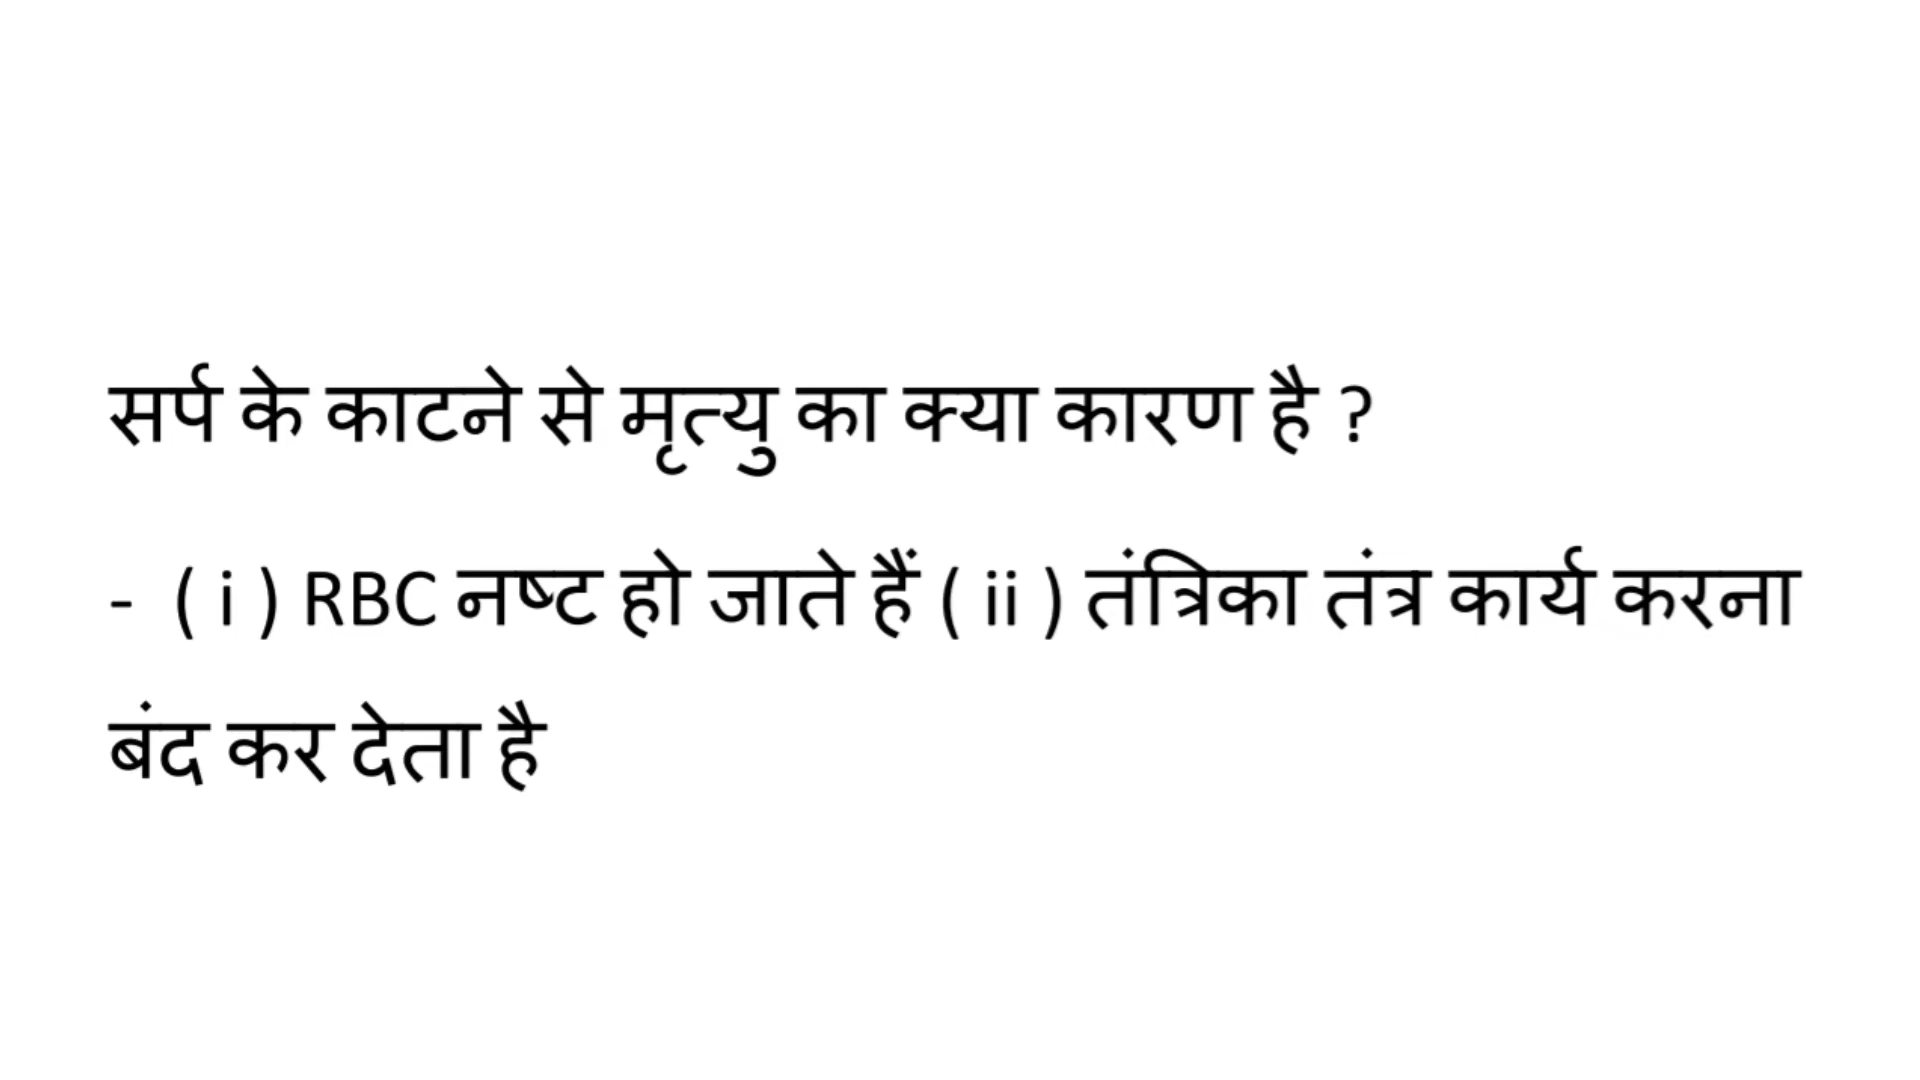 सर्प के काटने से मृत्यु का क्या कारण है ?
- ( i ) RBC नष्ट हो जाते हैं ( ii ) तंत्रिका तंत्र कार्य करना
बंद कर देता है